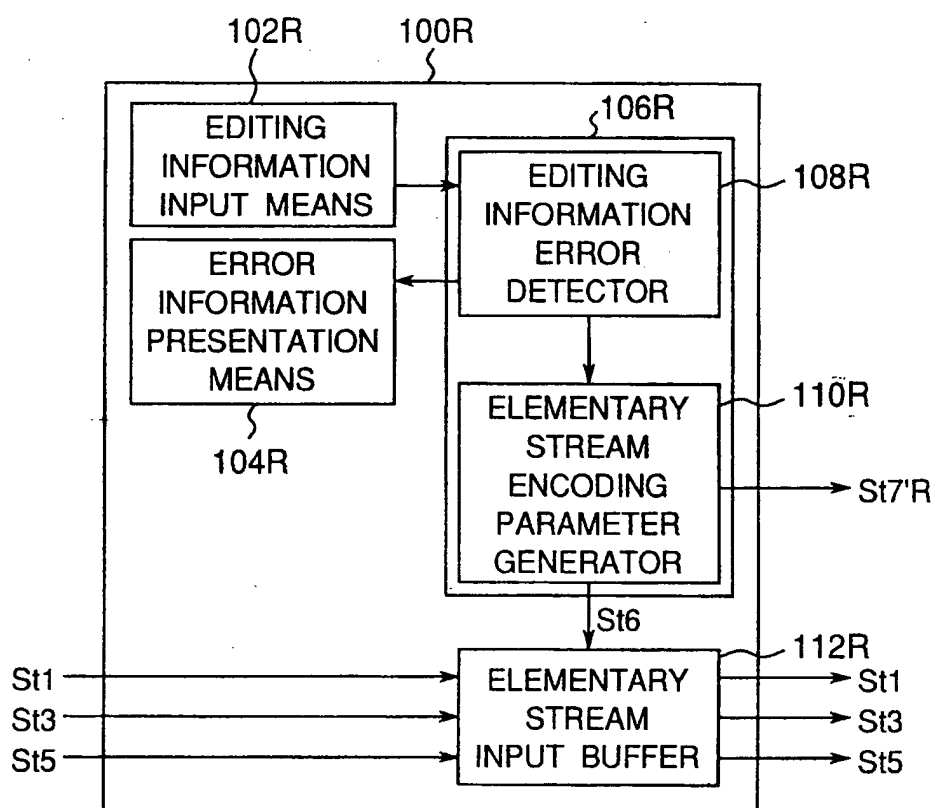 102R
100R
106R
EDITING
INFORMATION
INPUT MEANS
EDITING
INFORMATION
ERROR
DETECTOR
108R
ERROR
INFORMATION
PRESENTATION
MEANS
104R
ELEMENTARY
STREAM
ENCODING
PARAMETER
GENERATOR
110R
St7'R
St6
112R
St1
St3
St5
ELEMENTARY
STREAM
INPUT BUFFER
St1
St3
St5